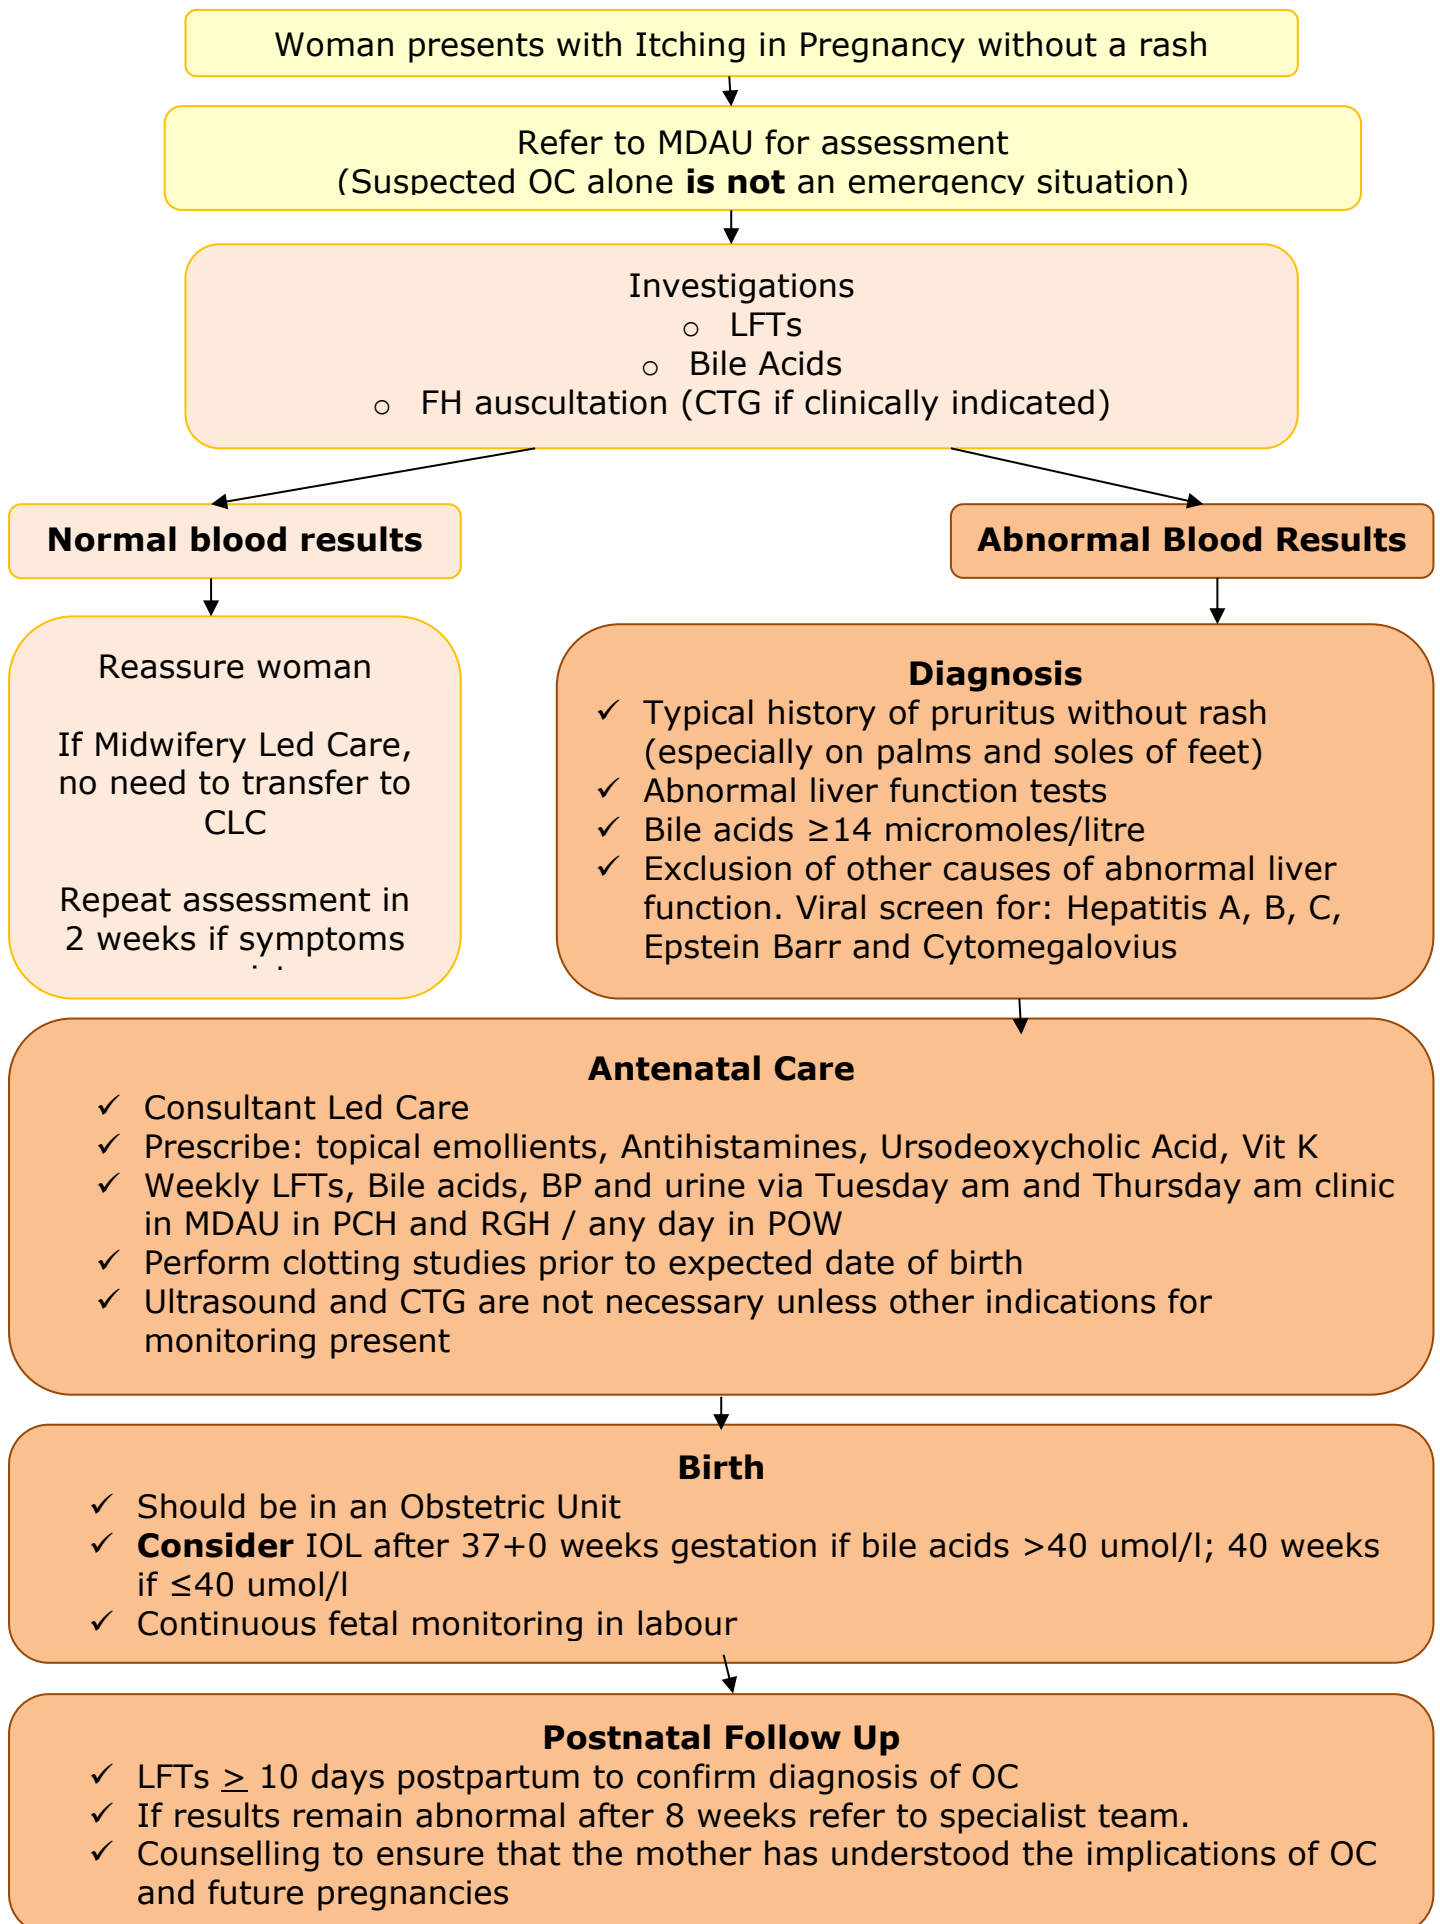 Woman presents with Itching in Pregnancy without a rash
Refer to MDAU for assessment
(Suspected OC alone is not an emergency situation)
Investigations
o LFTs
o Bile Acids
o FH auscultation (CTG if clinically indicated)
Normal blood results
Abnormal Blood Results
Reassure woman
If Midwifery Led Care,
no need to transfer to
CLC
Repeat assessment in
2 weeks if symptoms
Diagnosis
✓ Typical history of pruritus without rash
(especially on palms and soles of feet)
✓ Abnormal liver function tests
✓ Bile acids ≥14 micromoles/litre
✓ Exclusion of other causes of abnormal liver
function. Viral screen for: Hepatitis A, B, C,
Epstein Barr and Cytomegalovius
Antenatal Care
✓ Consultant Led Care
✓ Prescribe: topical emollients, Antihistamines, Ursodeoxycholic Acid, Vit K
✓ Weekly LFTs, Bile acids, BP and urine via Tuesday am and Thursday am clinic
in MDAU in PCH and RGH / any day in POW
✓ Perform clotting studies prior to expected date of birth
✓ Ultrasound and CTG are not necessary unless other indications for
monitoring present
Birth
✓ Should be in an Obstetric Unit
✓ Consider IOL after 37+0 weeks gestation if bile acids >40 umol/l; 40 weeks
if ≤40 umol/l
✓ Continuous fetal monitoring in labour
Postnatal Follow Up
✓ LFTs ≥ 10 days postpartum to confirm diagnosis of OC
✓ If results remain abnormal after 8 weeks refer to specialist team.
✓ Counselling to ensure that the mother has understood the implications of OC
and future pregnancies